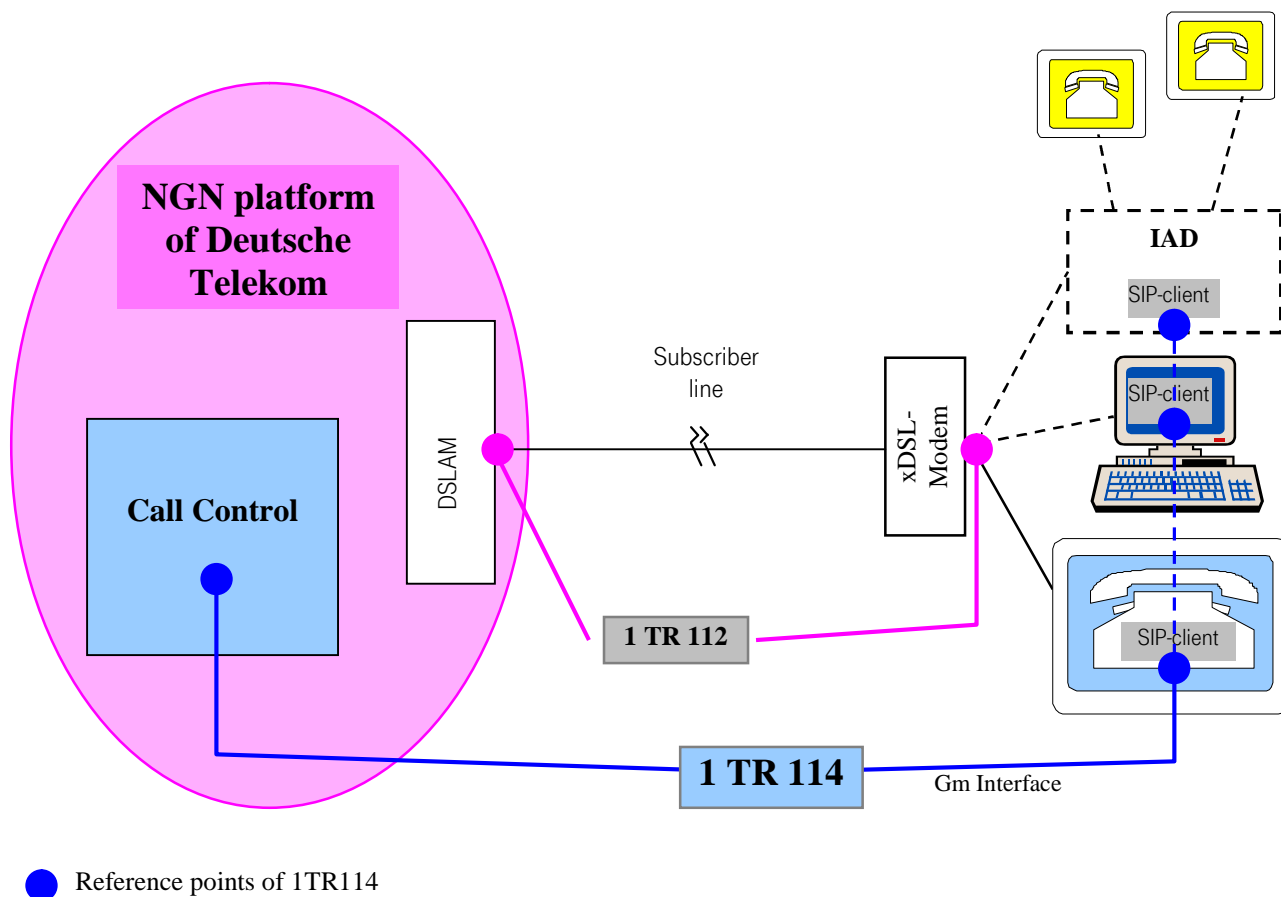 NGN platform
of Deutsche
Telekom
IAD
SIP-client
Subscriber
line
SIP-client
DSLAM
xDSL-
Modem
Call Control
1 TR 112
SIP-client
1 TR 114
Gm Interface
Reference points of 1TR114